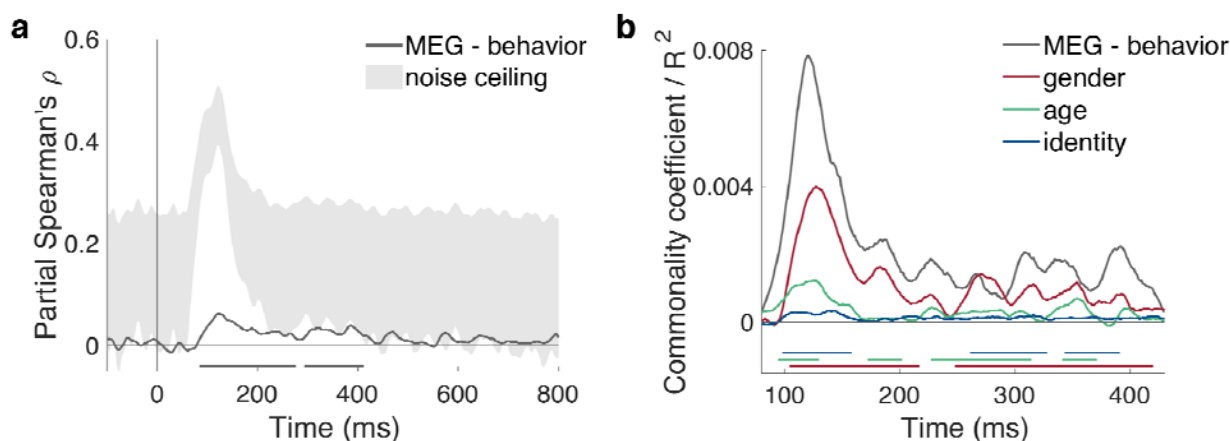 a
Partial Spearman's ρ
0.6
0.4
0.2
0
MEG - behavior
noise ceiling
0
200
400
600
800
Time (ms)
b
Commonality coefficient / R²
0.008
0.004
0
MEG - behavior
gender
age
identity
100
200
300
400
Time (ms)